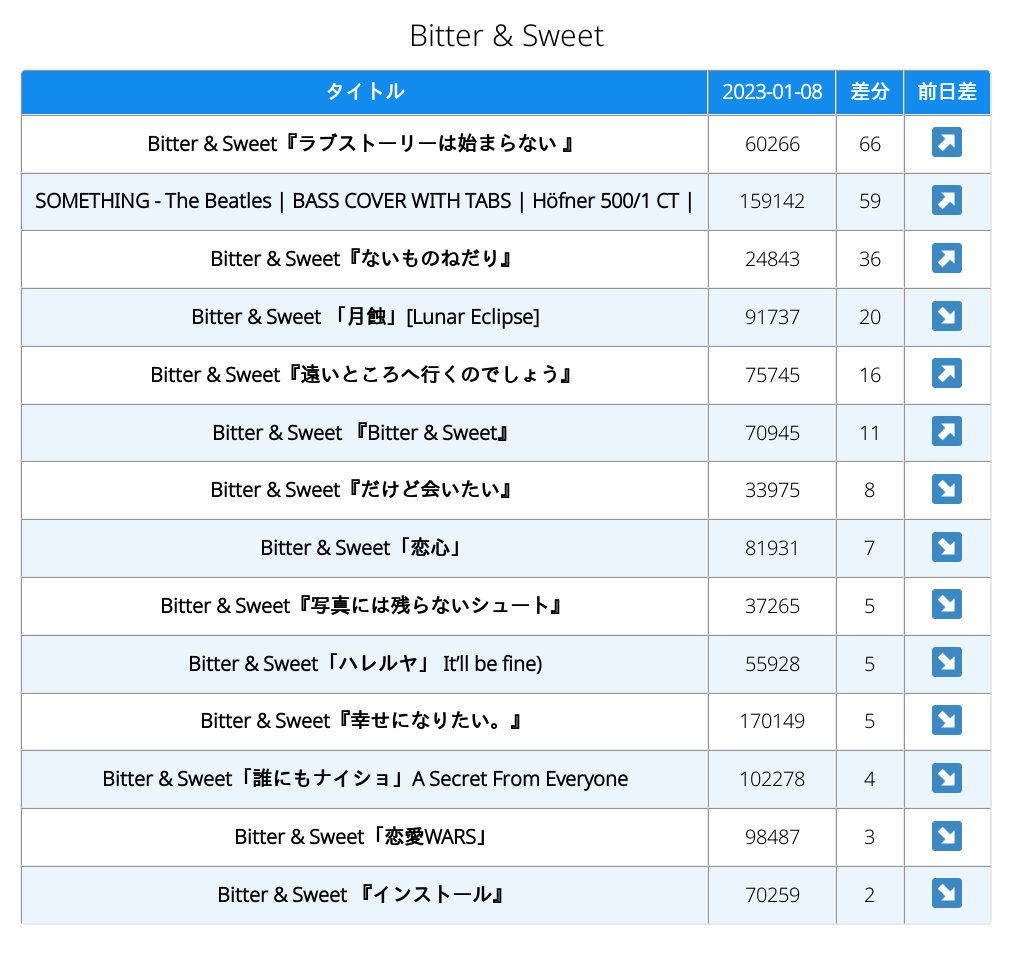 Bitter & Sweet
タイトル 2023-01-08 差分 前日差
Bitter & Sweet『ラブストーリーは始まらない 』 60266 66 ↗
SOMETHING - The Beatles | BASS COVER WITH TABS | Höfner 500/1 CT | 159142 59 ↗
Bitter & Sweet『ないものねだり』 24843 36 ↗
Bitter & Sweet 「月蝕」[Lunar Eclipse] 91737 20 ↘
Bitter & Sweet『遠いところへ行くのでしょう』 75745 16 ↗
Bitter & Sweet 『Bitter & Sweet』 70945 11 ↗
Bitter & Sweet『だけど会いたい』 33975 8 ↘
Bitter & Sweet「恋心」 81931 7 ↘
Bitter & Sweet『写真には残らないシュート』 37265 5 ↘
Bitter & Sweet「ハレルヤ」 It’ll be fine) 55928 5 ↘
Bitter & Sweet『幸せになりたい。』 170149 5 ↘
Bitter & Sweet「誰にもナイショ」A Secret From Everyone 102278 4 ↘
Bitter & Sweet「恋愛WARS」 98487 3 ↘
Bitter & Sweet 『インストール』 70259 2 ↘